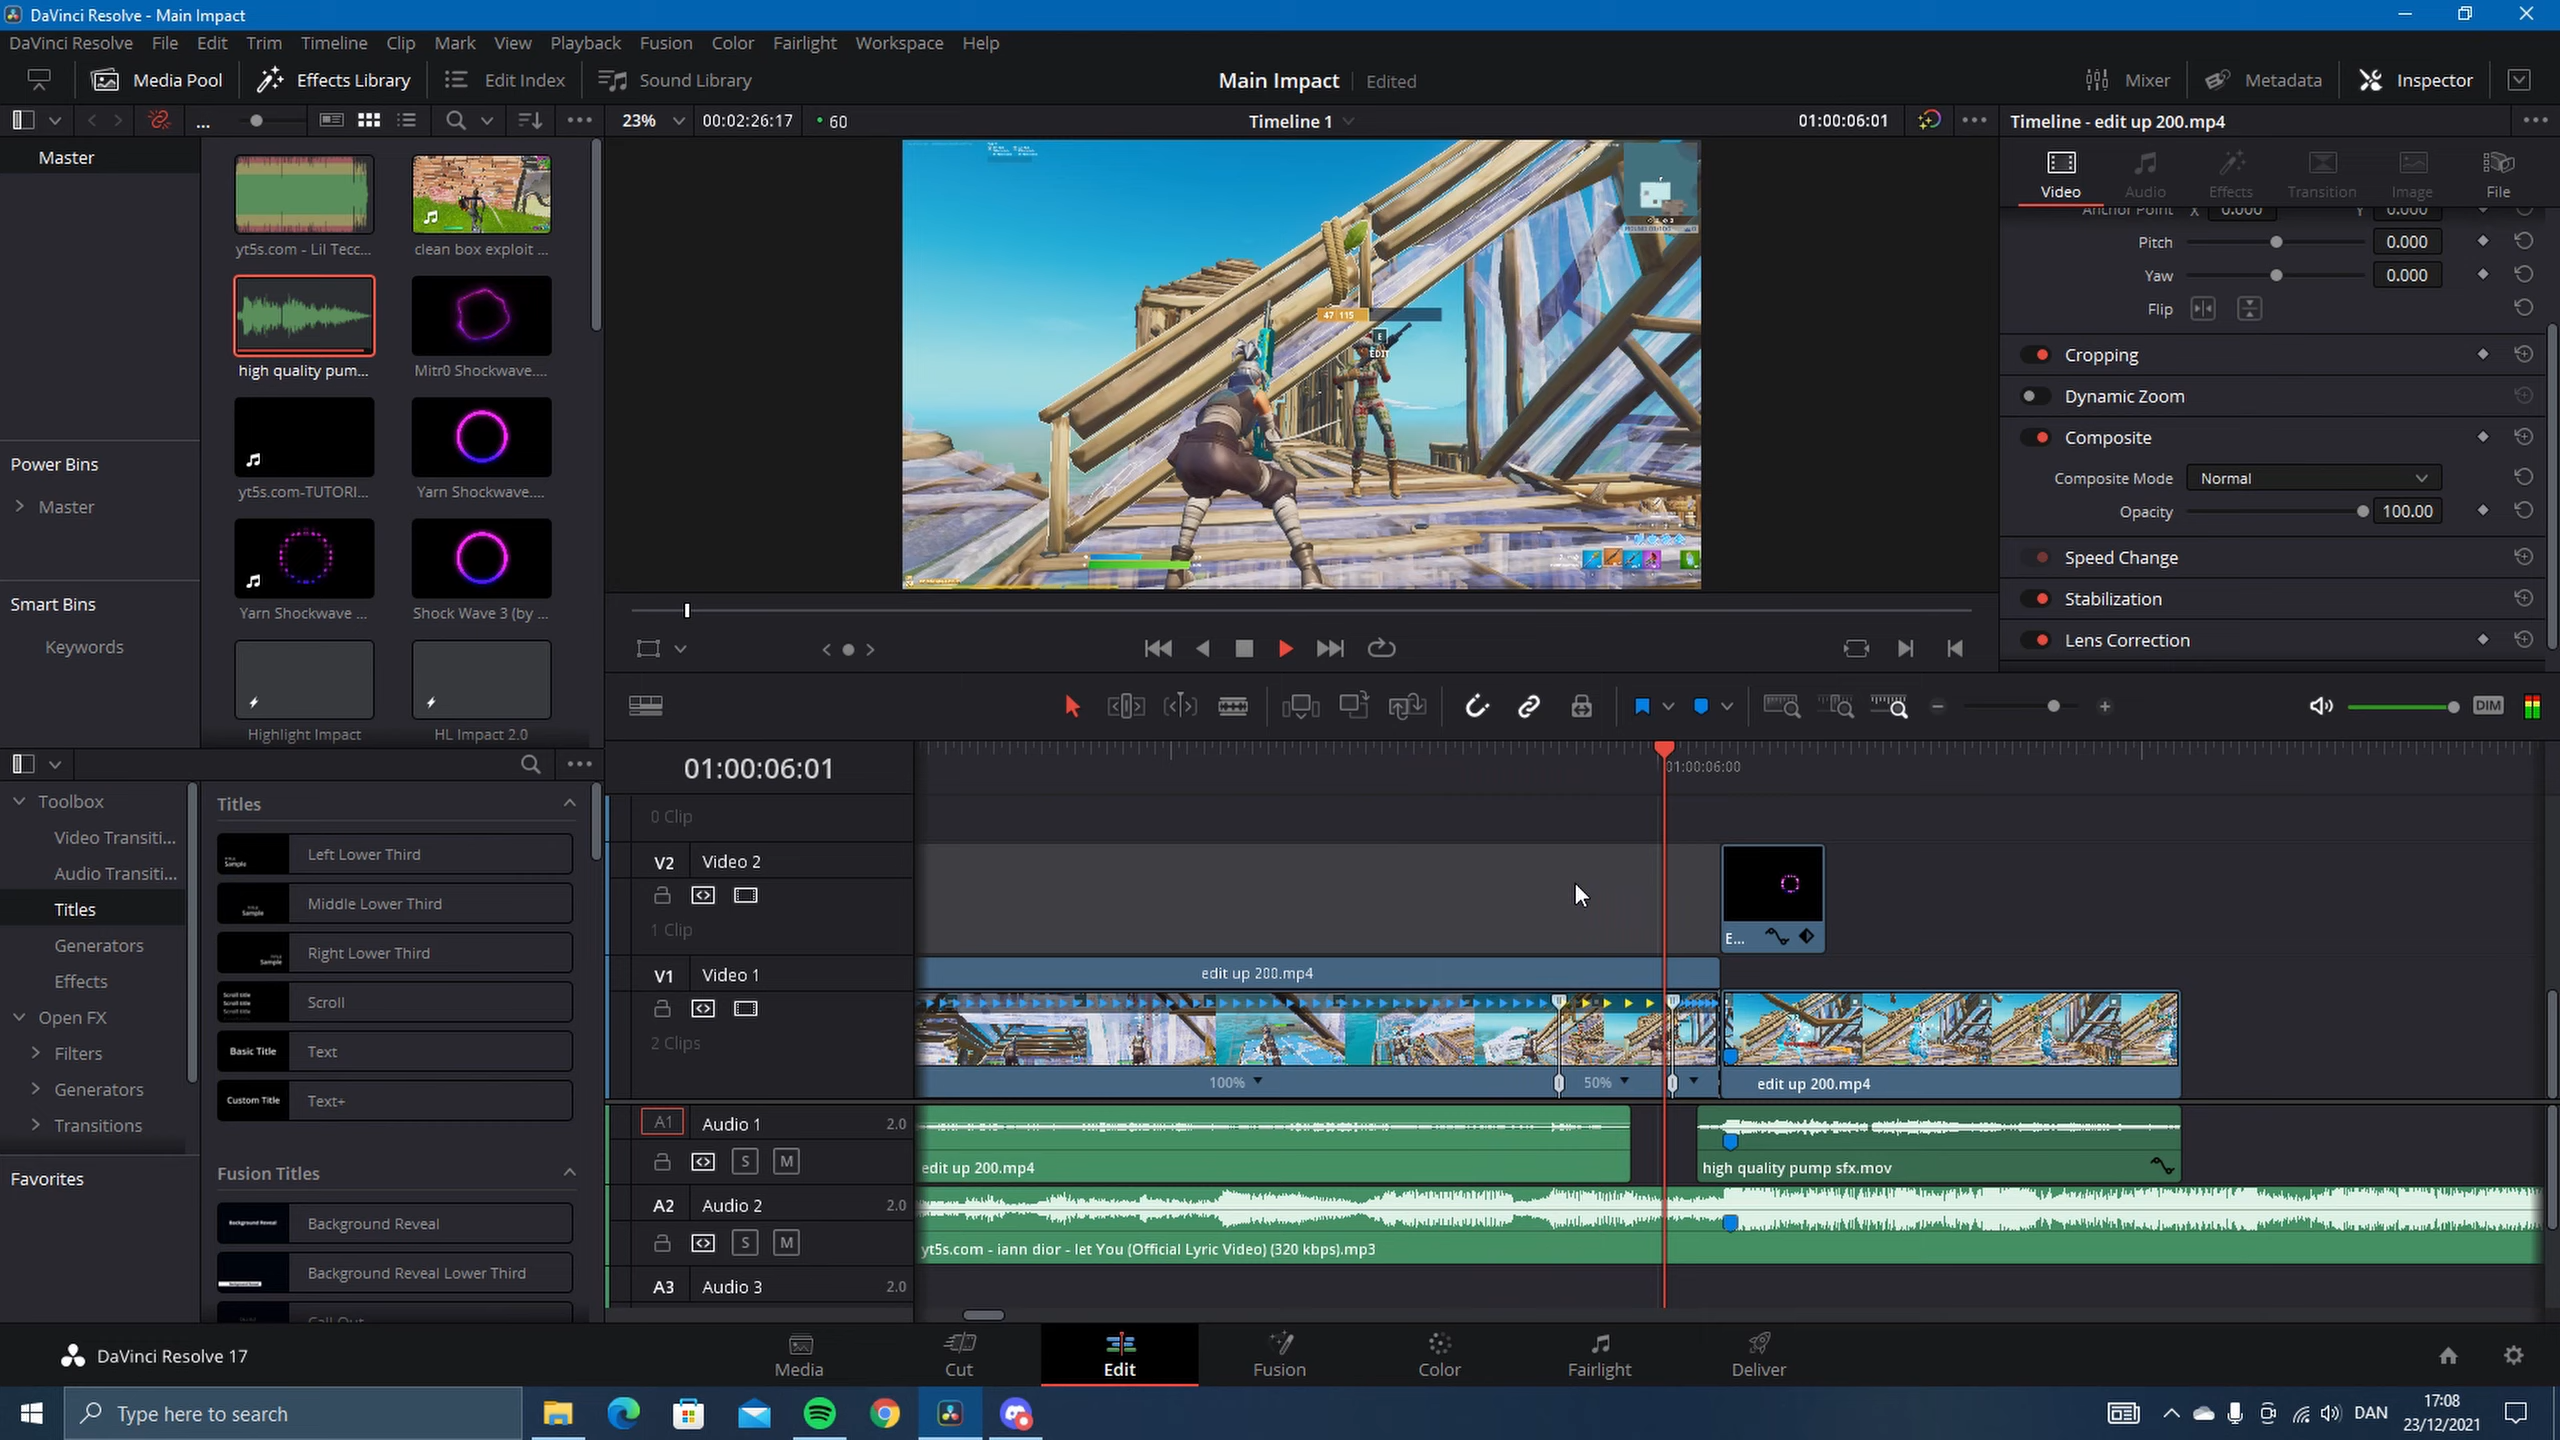 DaVinci Resolve - Main Impact
DaVinci Resolve File Edit Trim Timeline Clip Mark View Playback Fusion Color Fairlight Workspace Help
Media Pool Effects Library Edit Index Sound Library Main Impact Edited Mixer Metadata Inspector
... 23% 00:02:26:17 60 Timeline 1 01:00:06:01 Timeline - edit up 200.mp4
Master
yt5s.com - Lil Tecc... clean box exploit ...
high quality pum... Mitr0 Shockwave....
yt5s.com-TUTORI... Yarn Shockwave....
Yarn Shockwave ... Shock Wave 3 (by ...
Highlight Impact HL Impact 2.0
Power Bins
Master
Smart Bins
Keywords
47 115
E
EDIT
Video Audio Effects Transition Image File
Anchor Point X 0.000 Y 0.000
Pitch 0.000
Yaw 0.000
Flip
Cropping
Dynamic Zoom
Composite
Composite Mode Normal
Opacity 100.00
Speed Change
Stabilization
Lens Correction
DIM
Toolbox
Video Transiti...
Audio Transiti...
Titles
Generators
Effects
Open FX
Filters
Generators
Transitions
Favorites
Titles
Left Lower Third
Middle Lower Third
Right Lower Third
Scroll
Basic Title Text
Custom Title Text+
Fusion Titles
Background Reveal Background Reveal
Background Reveal Lower Third
Call Out
01:00:06:01 01:00:06:00
0 Clip
V2 Video 2
1 Clip
E...
V1 Video 1 edit up 200.mp4
2 Clips
100% 50% edit up 200.mp4
A1 Audio 1 2.0
S M edit up 200.mp4 high quality pump sfx.mov
A2 Audio 2 2.0
S M yt5s.com - iann dior - let You (Official Lyric Video) (320 kbps).mp3
A3 Audio 3 2.0
DaVinci Resolve 17 Media Cut Edit Fusion Color Fairlight Deliver
Type here to search DAN 17:08
23/12/2021